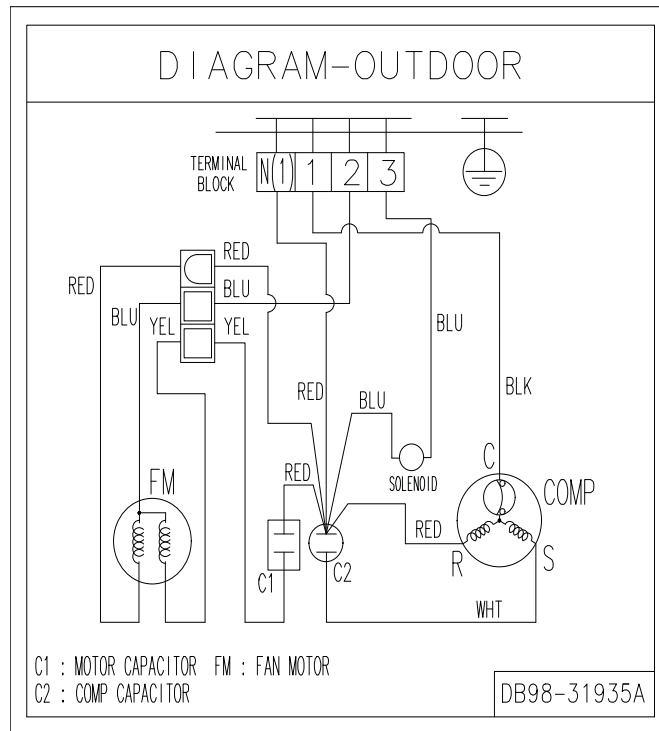 DIAGRAM-OUTDOOR
TERMINAL
BLOCK
N(1) 1 2 3
RED
RED
BLU
BLU
YEL
YEL
BLU
RED
BLU
BLK
FM
RED
SOLENOID
C
COMP
RED
R
S
C1
C2
WHT
C1 : MOTOR CAPACITOR FM : FAN MOTOR
C2 : COMP CAPACITOR
DB98-31935A